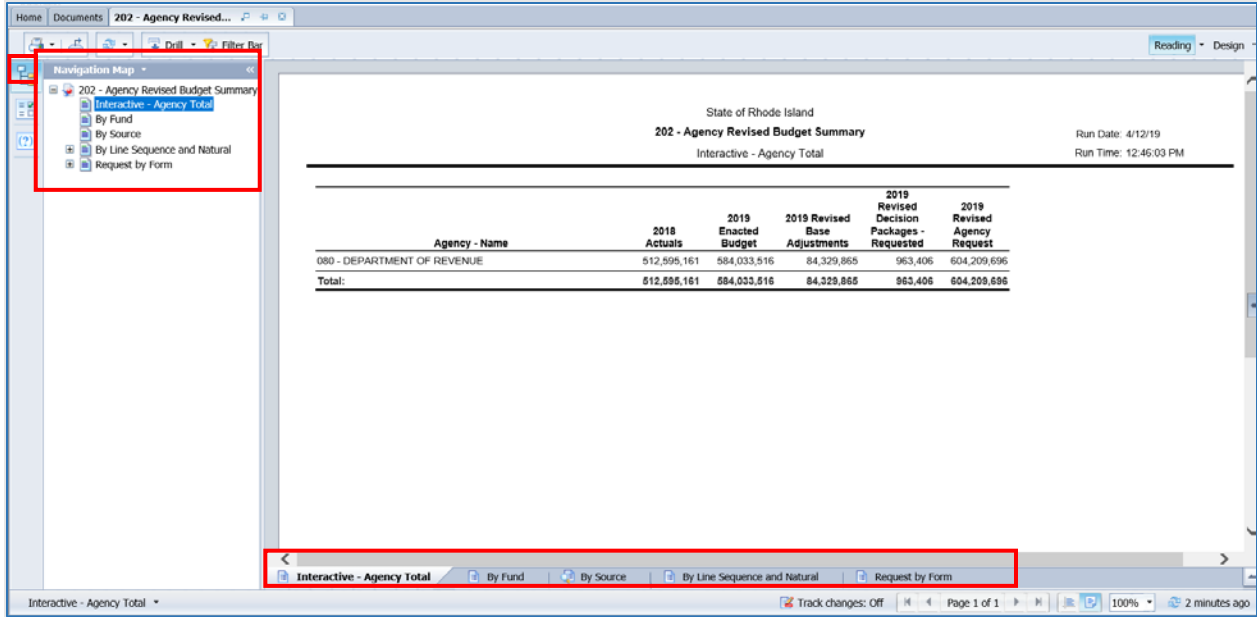 Home Documents 202 - Agency Revised...
Drill Filter Bar
Reading Design
Navigation Map «
202 - Agency Revised Budget Summary
Interactive - Agency Total
By Fund
By Source
By Line Sequence and Natural
Request by Form
State of Rhode Island
202 - Agency Revised Budget Summary
Run Date: 4/12/19
Interactive - Agency Total
Run Time: 12:46:03 PM
Agency - Name 2018 Actuals 2019 Enacted Budget 2019 Revised Base Adjustments 2019 Revised Decision Packages - Requested 2019 Revised Agency Request
080 - DEPARTMENT OF REVENUE 512,595,161 584,033,516 84,329,865 963,406 604,209,696
Total: 512,595,161 584,033,516 84,329,865 963,406 604,209,696
Interactive - Agency Total By Fund By Source By Line Sequence and Natural Request by Form
Interactive - Agency Total Track changes: Off Page 1 of 1 100% 2 minutes ago